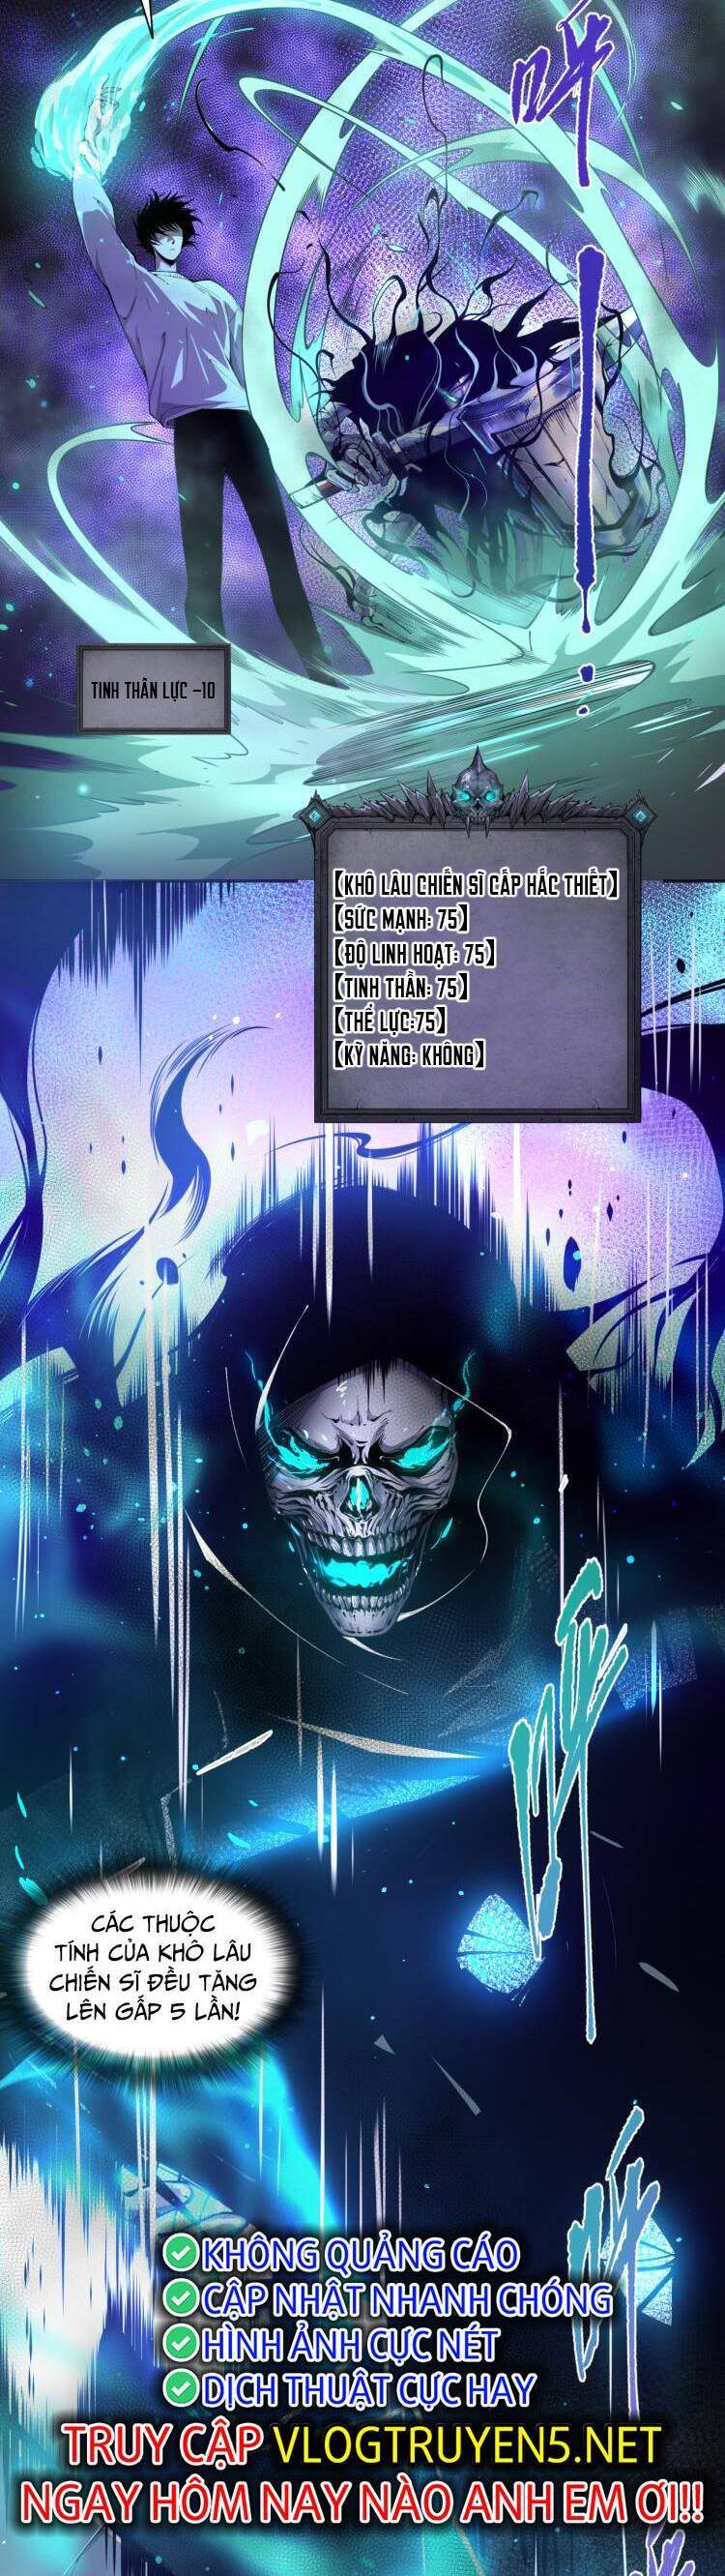 TINH THẦN LỰC -10
【KHÔ LÂU CHIẾN SĨ CẤP HẮC THIẾT】
【SỨC MẠNH: 75】
【ĐỘ LINH HOẠT: 75】
【TINH THẦN: 75】
【THỂ LỰC:75】
【KỸ NĂNG: KHÔNG】
CÁC THUỘC
TÍNH CỦA KHÔ LÂU
CHIẾN SĨ ĐỀU TĂNG
LÊN GẤP 5 LẦN!
KHÔNG QUẢNG CÁO
CẬP NHẬT NHANH CHÓNG
HÌNH ẢNH CỰC NÉT
DỊCH THUẬT CỰC HAY
TRUY CẬP VLOGTRUYEN5.NET
NGAY HÔM NAY NÀO ANH EM ƠI!!